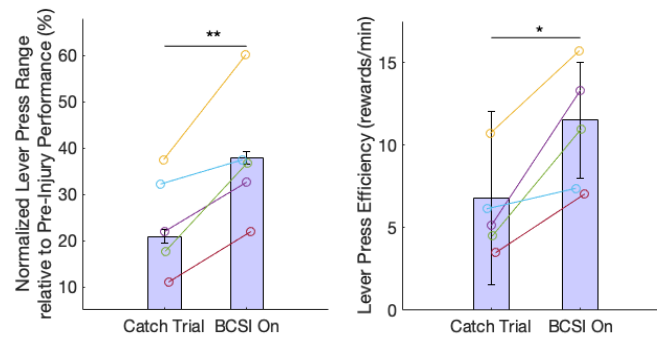 Normalized Lever Press Range
relative to Pre-Injury Performance (%)
60
50
40
30
20
10
**
Catch Trial
BCSI On
Lever Press Efficiency (rewards/min)
15
10
5
0
*
Catch Trial
BCSI On